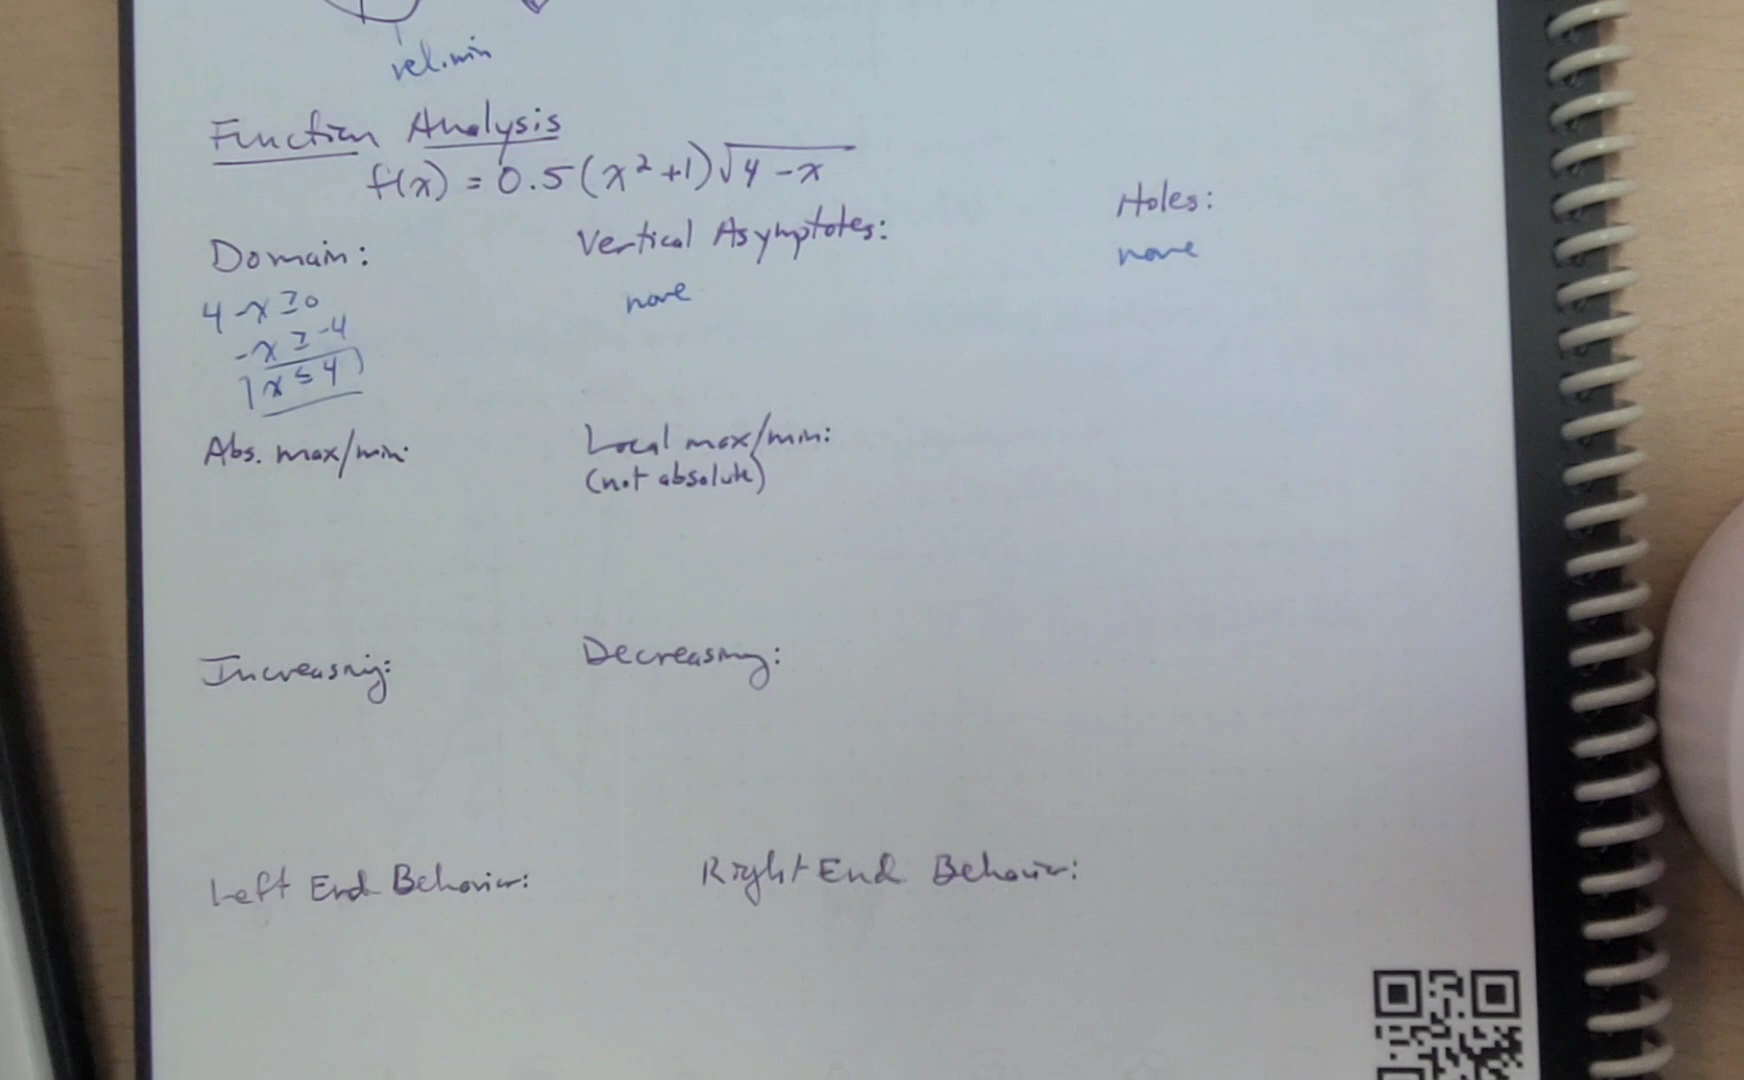 rel.min
Function Analysis
f(x) = 0.5(x²+1)√4-x
Domain:
Vertical Asymptotes:
Holes:
4-x≥0
-x≥-4
x≤4
none
none
Abs. max/min:
Local max/min:
(not absolute)
Increasing:
Decreasing:
Left End Behavior:
Right End Behavior: